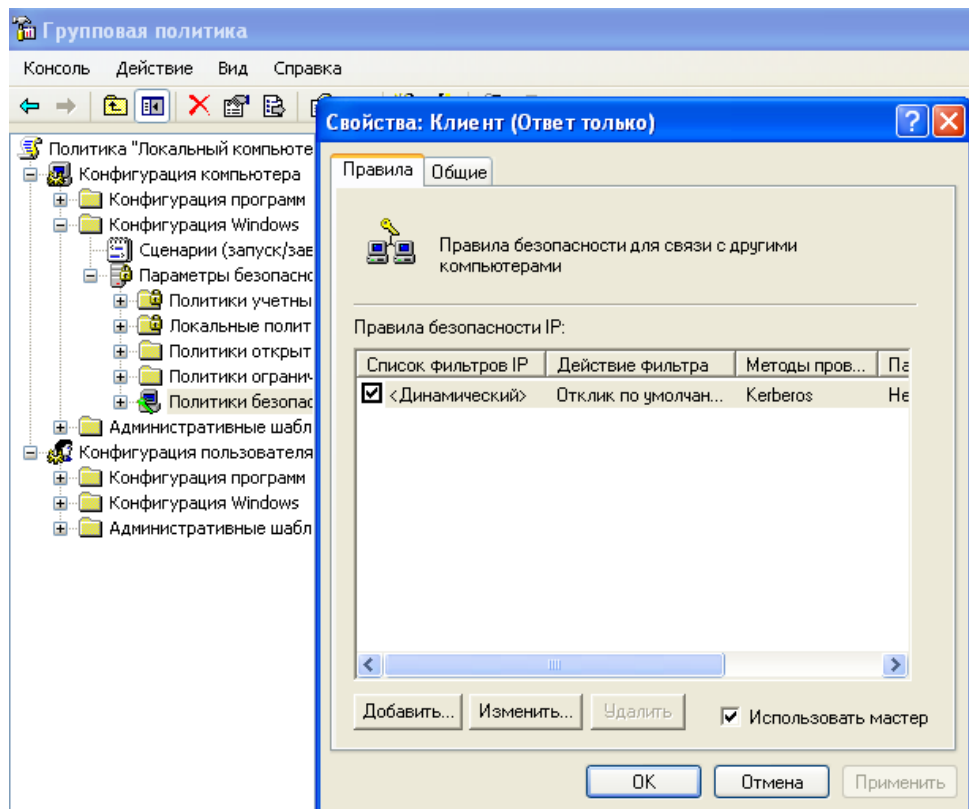 Групповая политика
Консоль Действие Вид Справка
Политика "Локальный компьюте
Конфигурация компьютера
Конфигурация программ
Конфигурация Windows
Сценарии (запуск/зав
Параметры безопасно
Политики учетны
Локальные полит
Политики открыт
Политики огранич
Политики безопас
Административные шабл
Конфигурация пользователя
Конфигурация программ
Конфигурация Windows
Административные шабл
Свойства: Клиент (Ответ только)
Правила Общие
Правила безопасности для связи с другими
компьютерами
Правила безопасности IP:
Список фильтров IP Действие фильтра Методы пров... Па
<Динамический> Отклик по умолчан... Kerberos Не
Добавить... Изменить... Удалить Использовать мастер
OK Отмена Применить